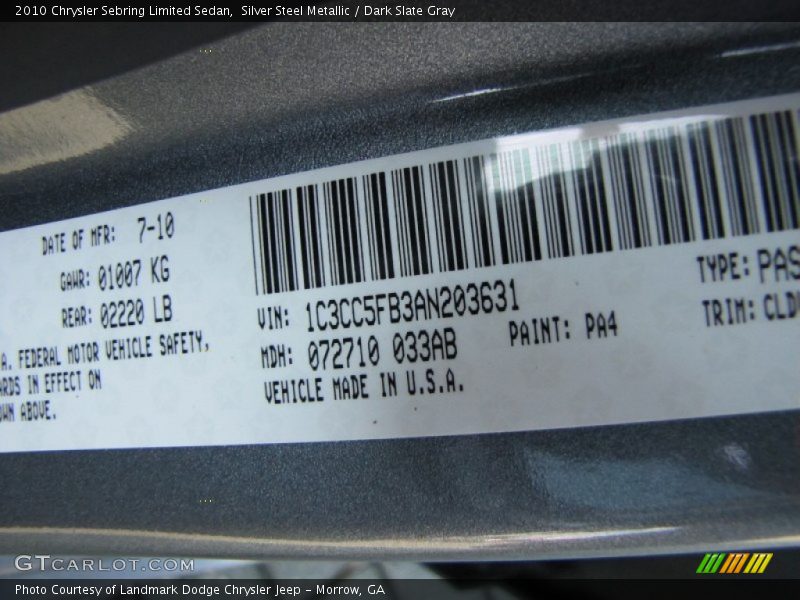 2010 Chrysler Sebring Limited Sedan,  Silver Steel Metallic / Dark Slate Gray
DATE OF MFR: 7-10
GAWR: 01007 KG
REAR: 02220 LB
A. FEDERAL MOTOR VEHICLE SAFETY,
ARDS IN EFFECT ON
WN ABOVE.
VIN: 1C3CC5FB3AN203631
MDH: 072710 033AB
VEHICLE MADE IN U.S.A.
PAINT: PA4
TYPE: PAS
TRIM: CLD
GTCARLOT.COM
Photo Courtesy of Landmark Dodge Chrysler Jeep – Morrow, GA